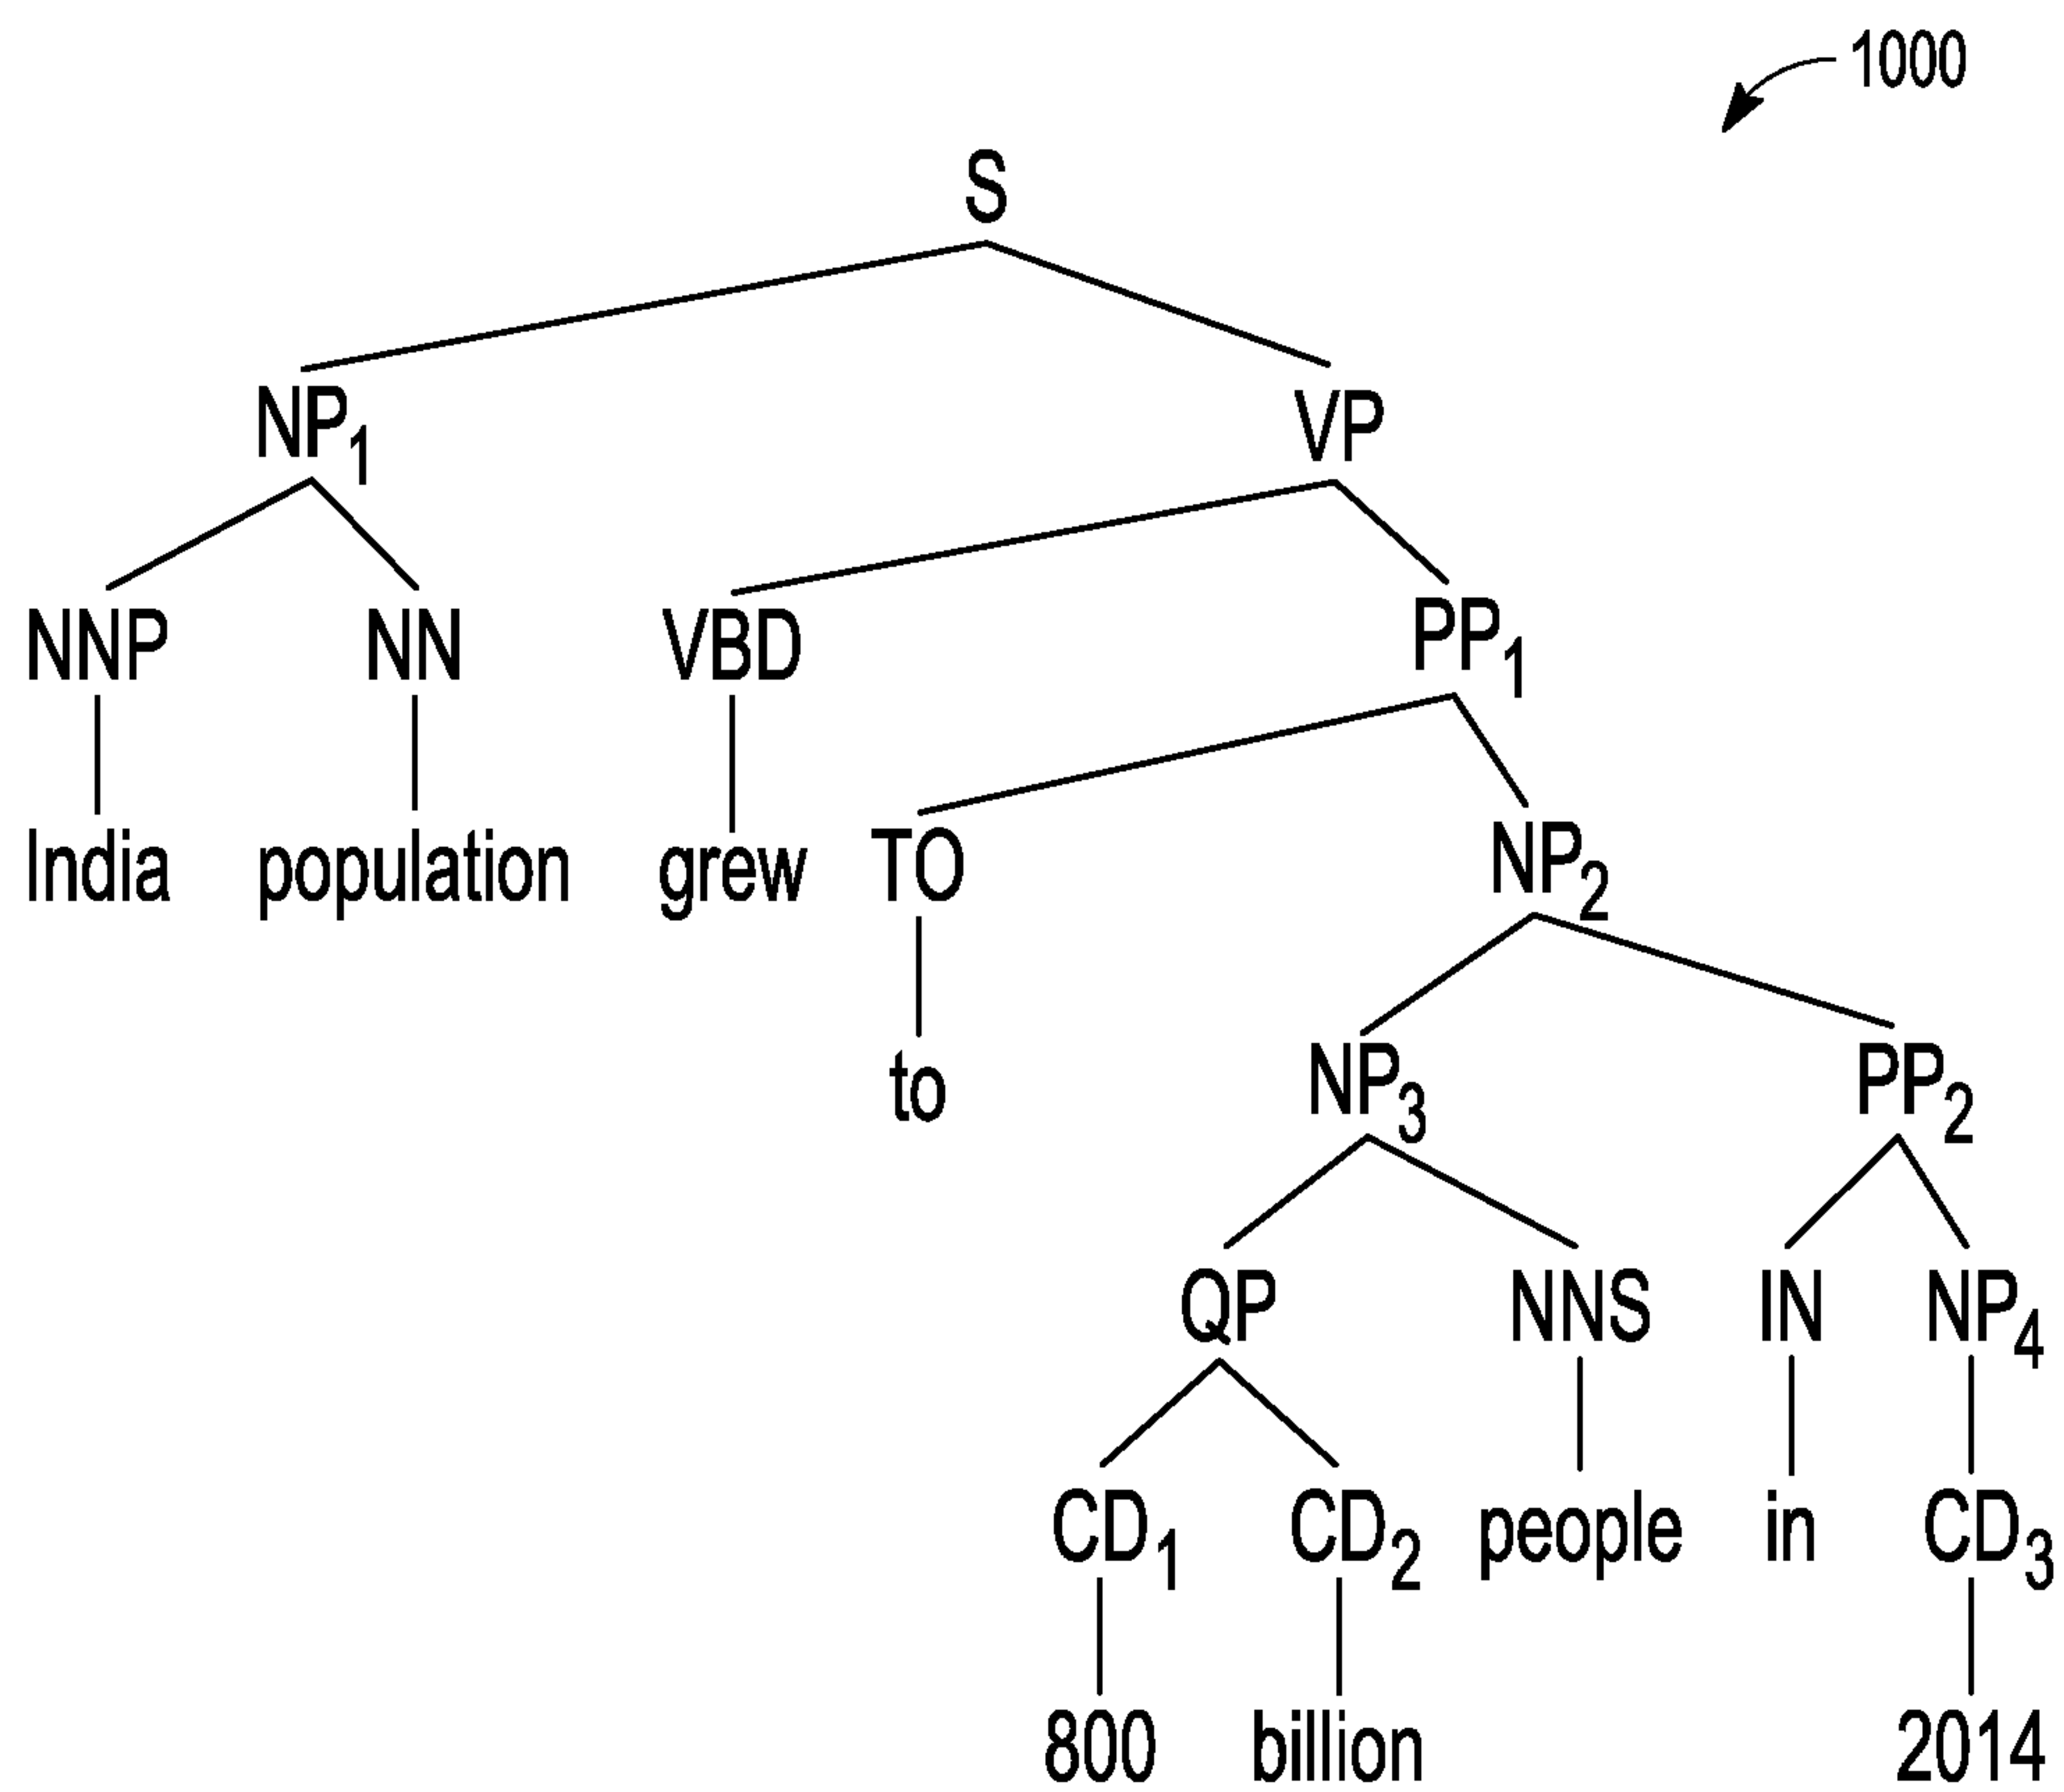 1000
S
NP1 VP
NNP NN VBD PP1
India population grew TO NP2
to NP3 PP2
QP NNS IN NP4
CD1 CD2 people in CD3
800 billion 2014